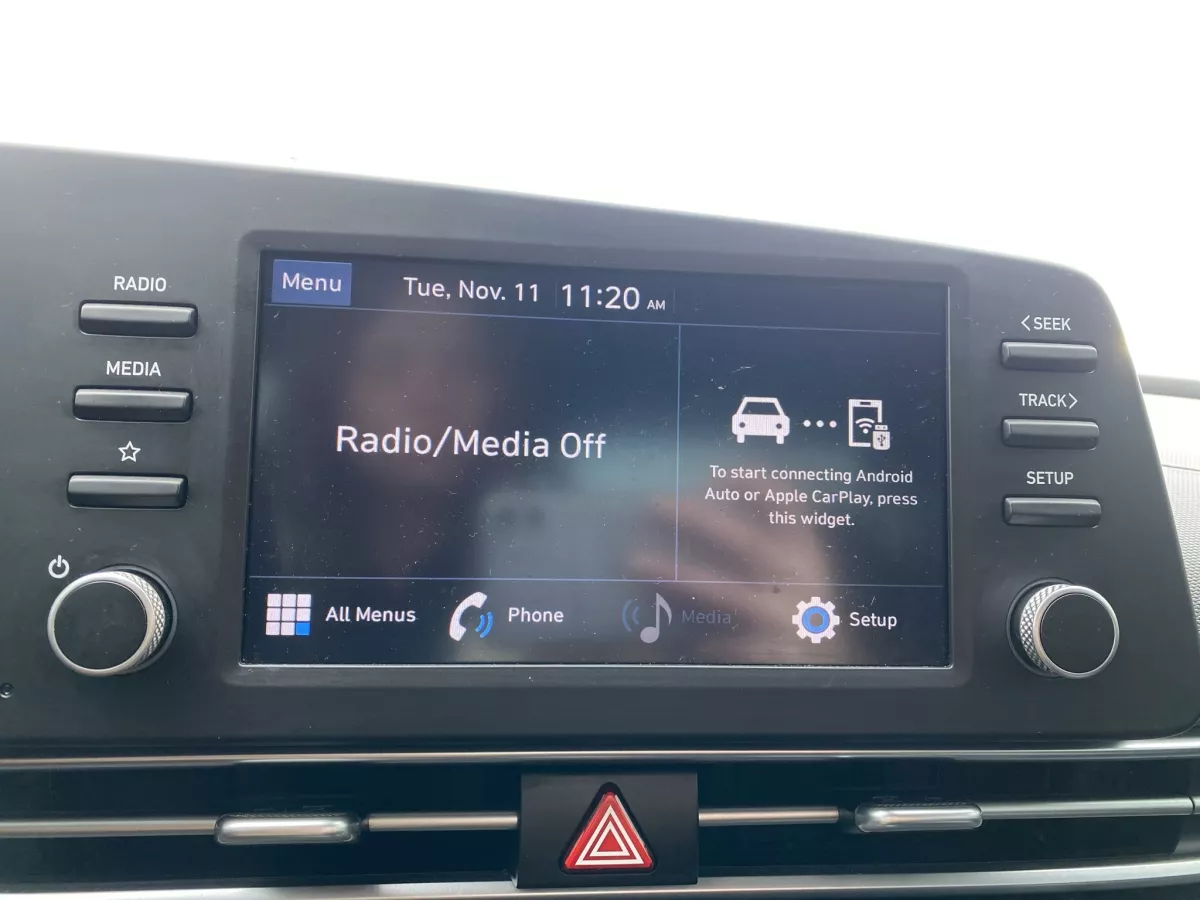 RADIO
MEDIA
Menu
Tue, Nov. 11 11:20 AM
Radio/Media Off
To start connecting Android
Auto or Apple CarPlay, press
this widget.
All Menus
Phone
Media
Setup
<SEEK
TRACK>
SETUP